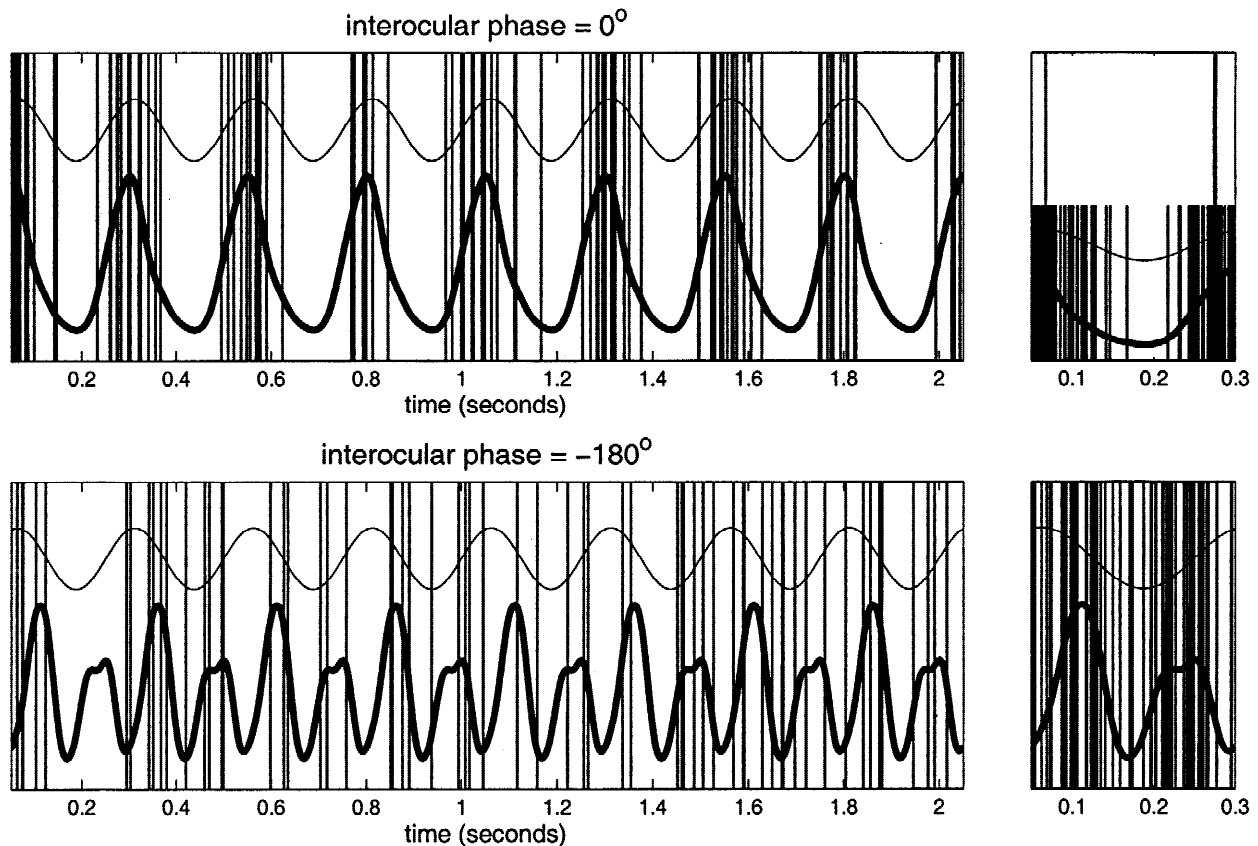 interocular phase = 0°
0.2 0.4 0.6 0.8 1 1.2 1.4 1.6 1.8 2
time (seconds)
0.1 0.2 0.3
interocular phase = −180°
0.2 0.4 0.6 0.8 1 1.2 1.4 1.6 1.8 2
time (seconds)
0.1 0.2 0.3